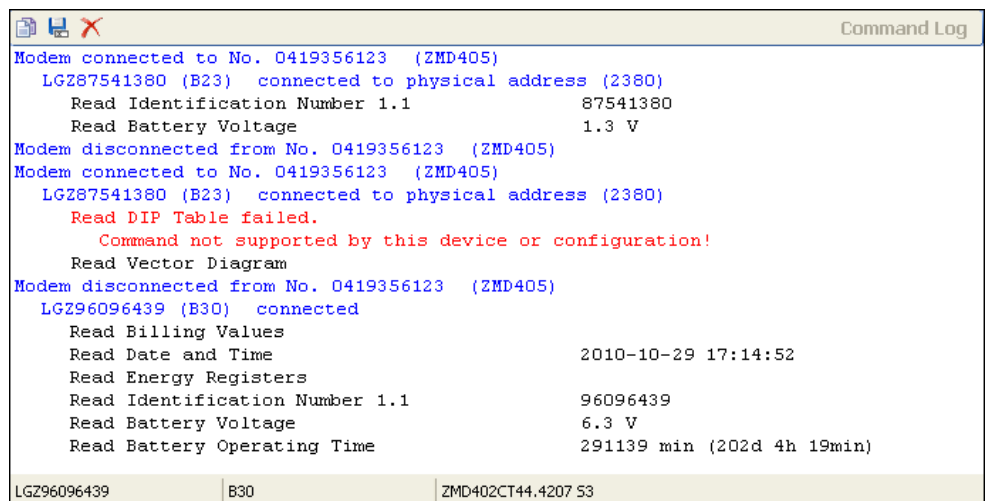 Command Log
Modem connected to No. 0419356123 (ZMD405)
LGZ87541380 (B23) connected to physical address (2380)
Read Identification Number 1.1 87541380
Read Battery Voltage 1.3 V
Modem disconnected from No. 0419356123 (ZMD405)
Modem connected to No. 0419356123 (ZMD405)
LGZ87541380 (B23) connected to physical address (2380)
Read DIP Table failed.
Command not supported by this device or configuration!
Read Vector Diagram
Modem disconnected from No. 0419356123 (ZMD405)
LGZ96096439 (B30) connected
Read Billing Values
Read Date and Time 2010-10-29 17:14:52
Read Energy Registers
Read Identification Number 1.1 96096439
Read Battery Voltage 6.3 V
Read Battery Operating Time 291139 min (202d 4h 19min)
LGZ96096439 B30 ZMD402CT44.4207 S3